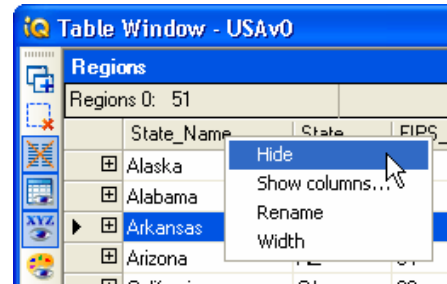 iQ Table Window - USAv0
Regions
Regions 0: 51
State_Name State FIPS_
Hide
Alaska
Show columns...
Alabama
Rename
XYZ
Arkansas
Width
Arizona